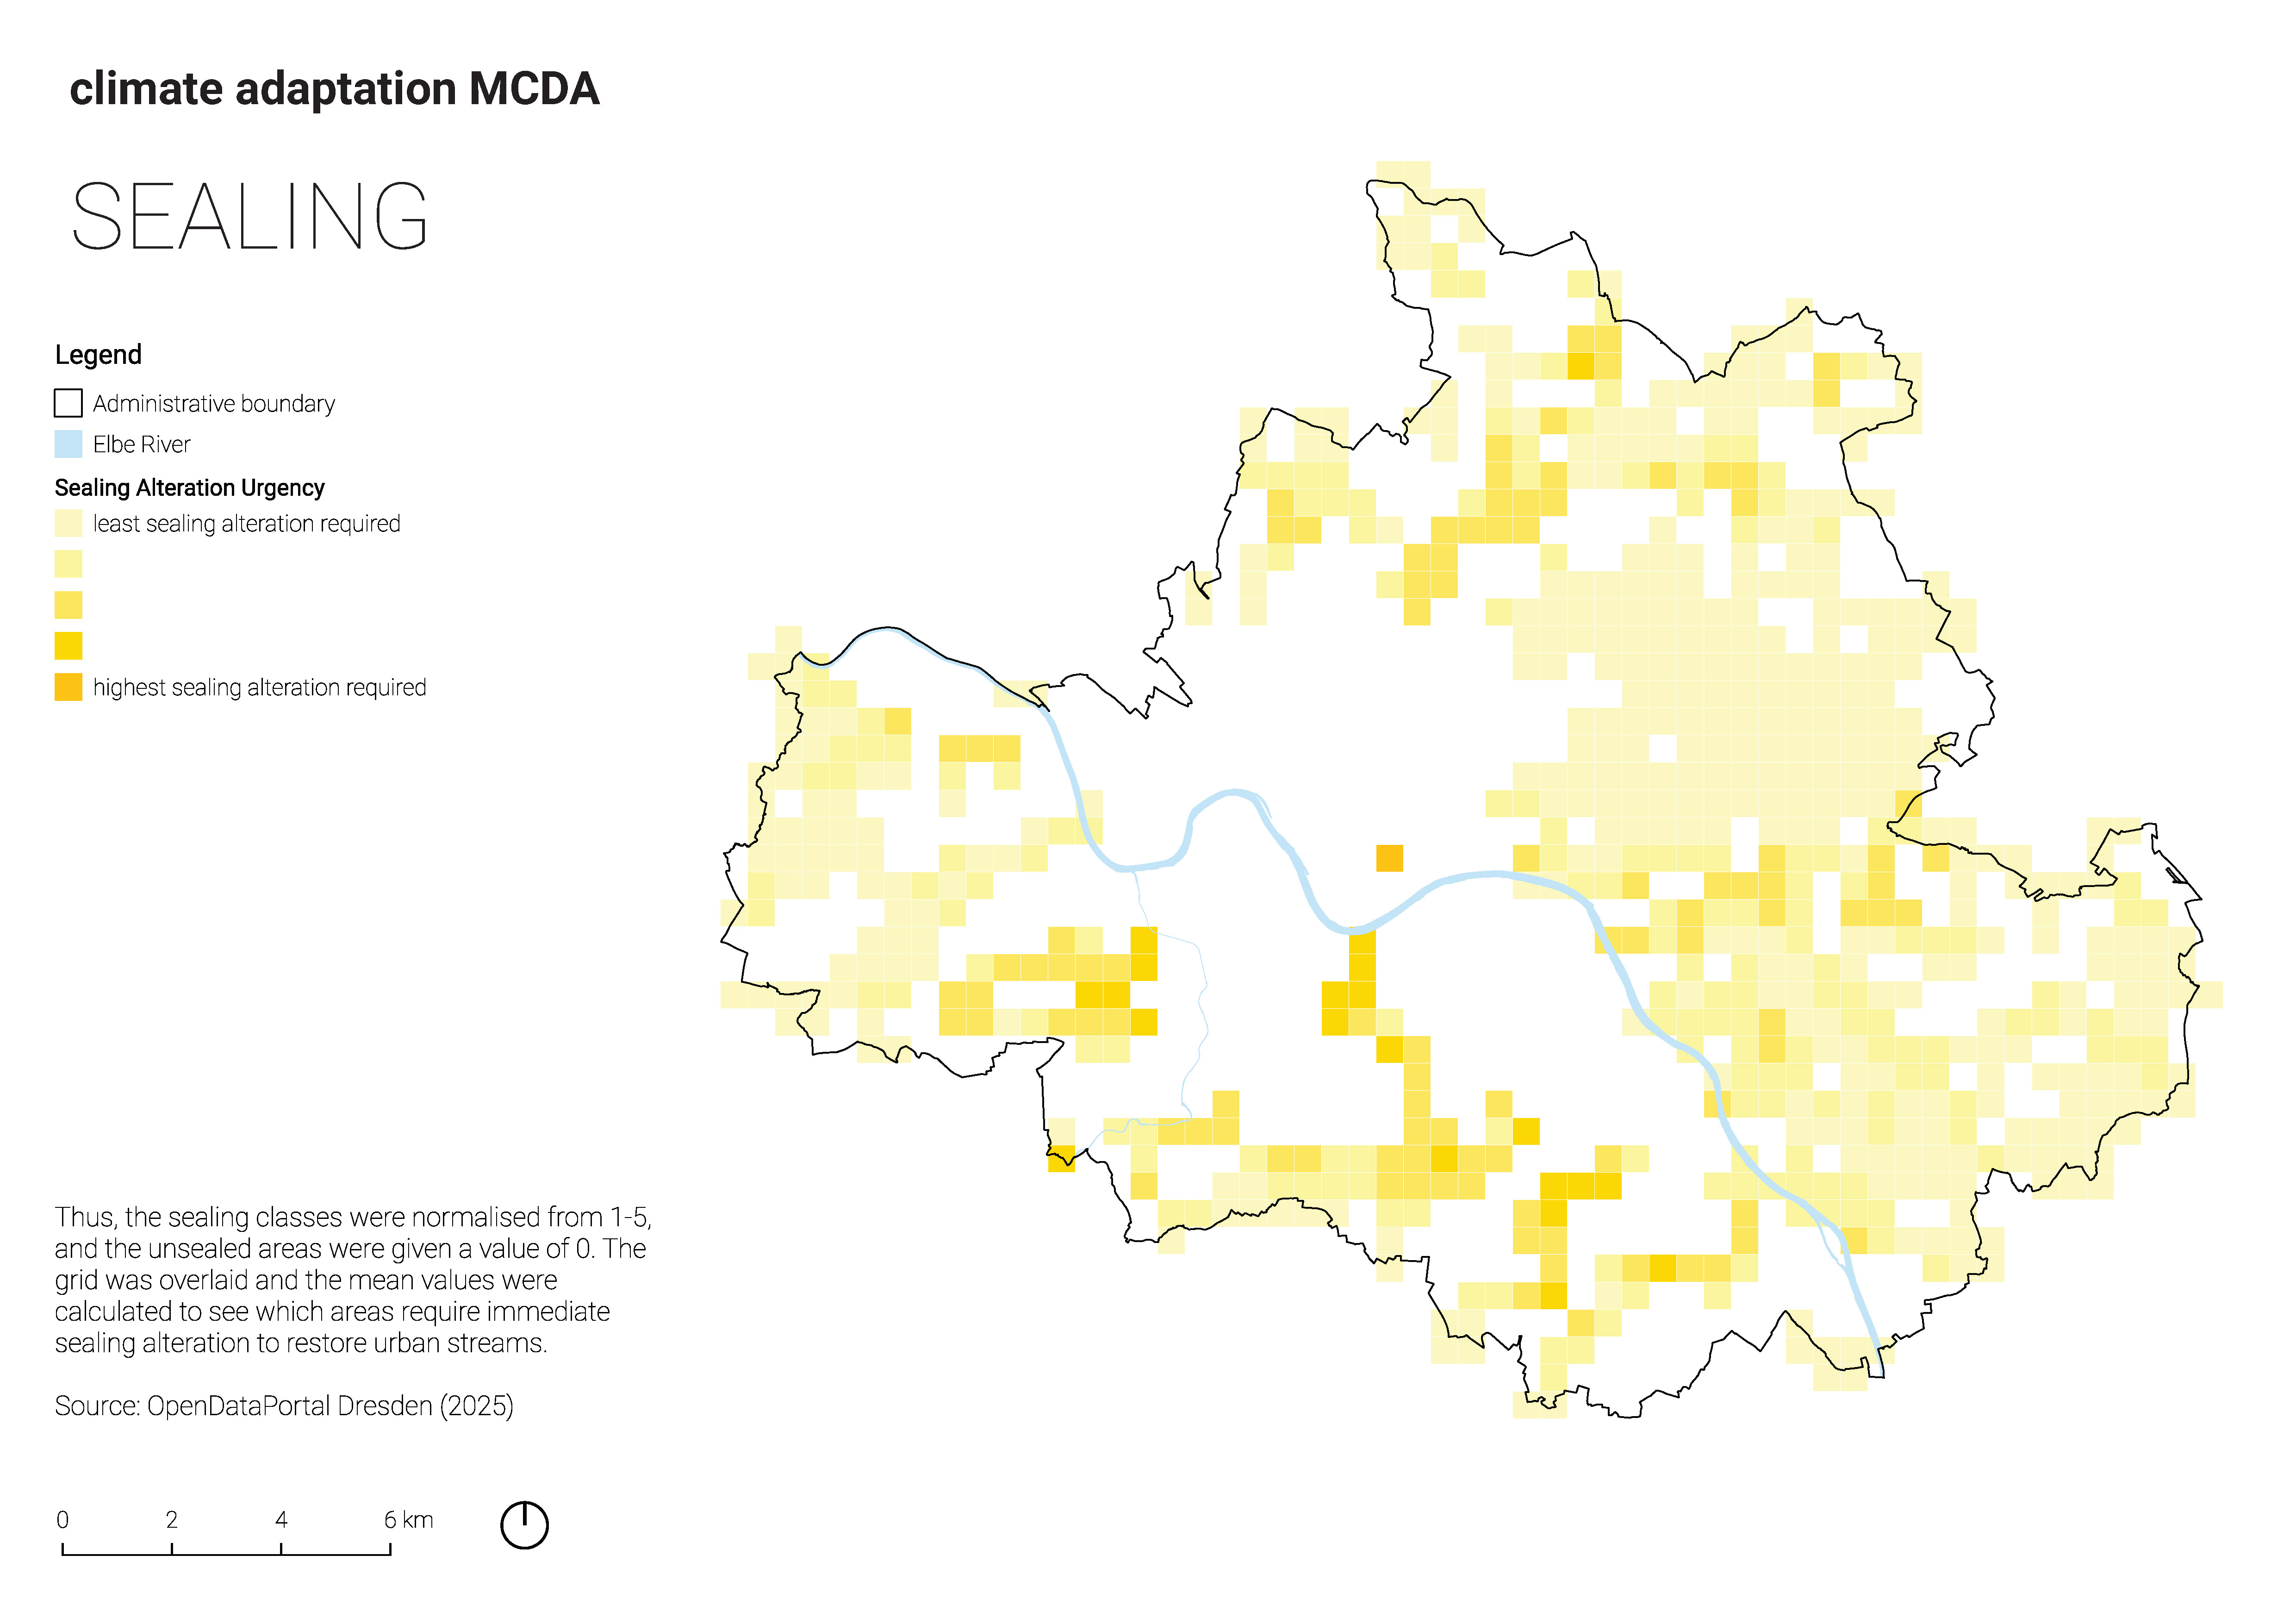 climate adaptation MCDA
SEALING
Legend
Administrative boundary
Elbe River
Sealing Alteration Urgency
least sealing alteration required
highest sealing alteration required
Thus, the sealing classes were normalised from 1-5,
and the unsealed areas were given a value of 0. The
grid was overlaid and the mean values were
calculated to see which areas require immediate
sealing alteration to restore urban streams.
Source: OpenDataPortal Dresden (2025)
0 2 4 6 km